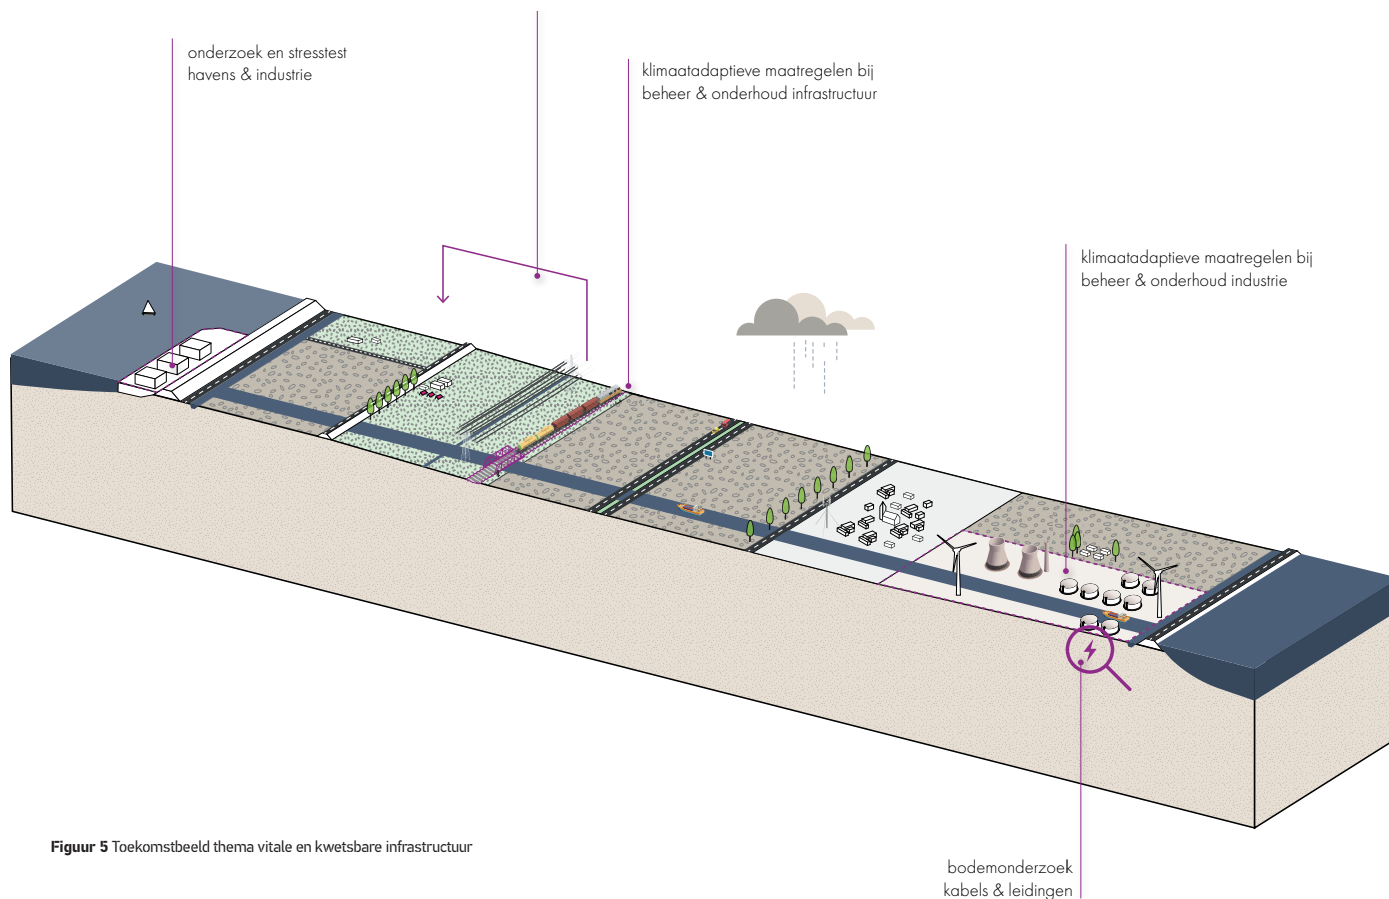 onderzoek en stresstest
havens & industrie
klimaatadaptieve maatregelen bij
beheer & onderhoud infrastructuur
klimaatadaptieve maatregelen bij
beheer & onderhoud industrie
Figuur 5 Toekomstbeeld thema vitale en kwetsbare infrastructuur
bodemonderzoek
kabels & leidingen